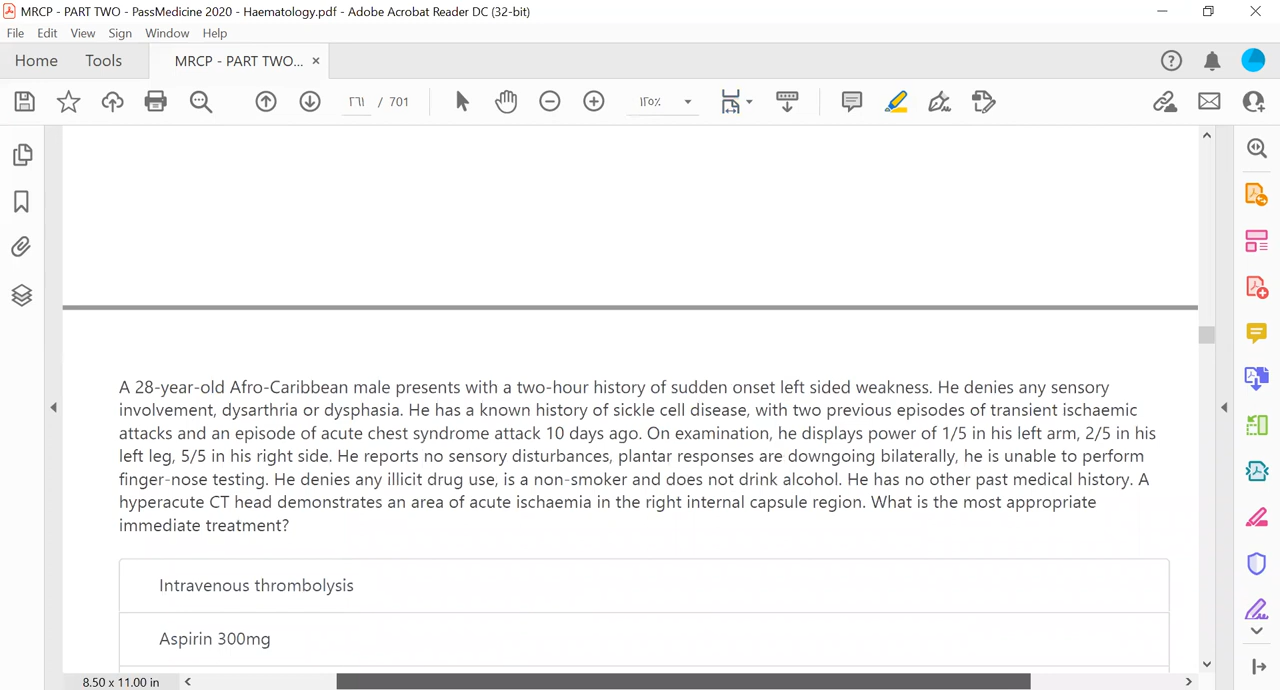 MRCP - PART TWO - PassMedicine 2020 - Haematology.pdf - Adobe Acrobat Reader DC (32-bit)
File Edit View Sign Window Help
Home Tools MRCP - PART TWO... ×
٢٦١ / 701 ١٢٥%
A 28-year-old Afro-Caribbean male presents with a two-hour history of sudden onset left sided weakness. He denies any sensory
involvement, dysarthria or dysphasia. He has a known history of sickle cell disease, with two previous episodes of transient ischaemic
attacks and an episode of acute chest syndrome attack 10 days ago. On examination, he displays power of 1/5 in his left arm, 2/5 in his
left leg, 5/5 in his right side. He reports no sensory disturbances, plantar responses are downgoing bilaterally, he is unable to perform
finger-nose testing. He denies any illicit drug use, is a non-smoker and does not drink alcohol. He has no other past medical history. A
hyperacute CT head demonstrates an area of acute ischaemia in the right internal capsule region. What is the most appropriate
immediate treatment?
Intravenous thrombolysis
Aspirin 300mg
8.50 x 11.00 in